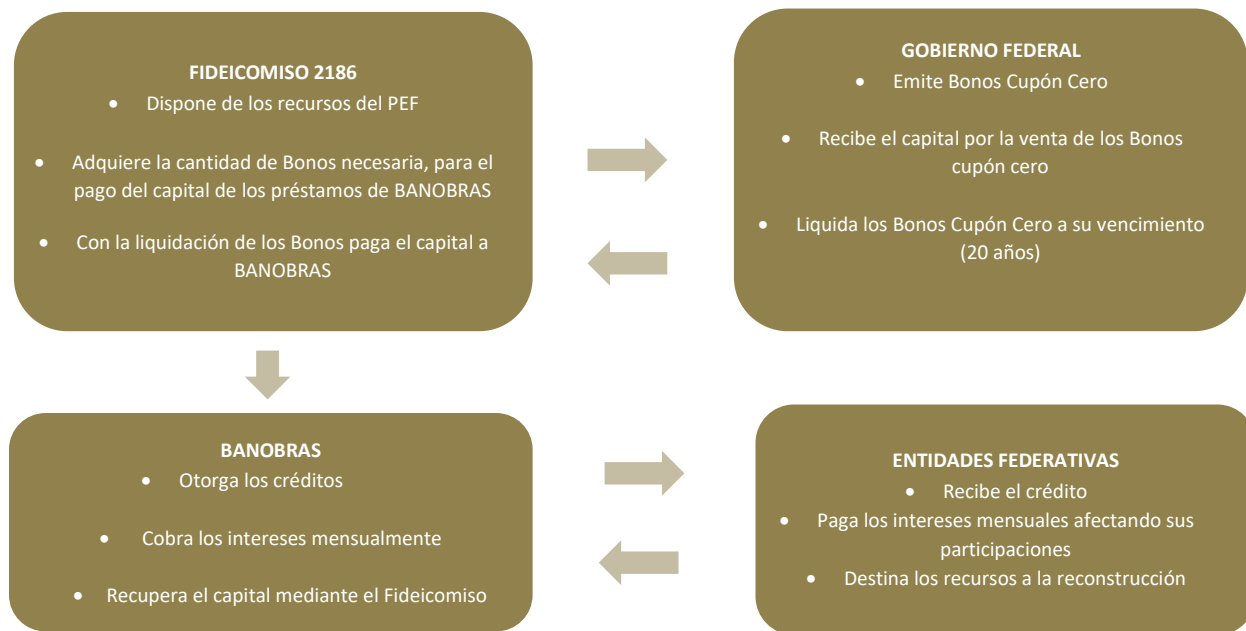 FIDEICOMISO 2186
• Dispone de los recursos del PEF
• Adquiere la cantidad de Bonos necesaria, para el
pago del capital de los préstamos de BANOBRAS
• Con la liquidación de los Bonos paga el capital a
BANOBRAS
GOBIERNO FEDERAL
• Emite Bonos Cupón Cero
• Recibe el capital por la venta de los Bonos
cupón cero
• Liquida los Bonos Cupón Cero a su vencimiento
(20 años)
BANOBRAS
• Otorga los créditos
• Cobra los intereses mensualmente
• Recupera el capital mediante el Fideicomiso
ENTIDADES FEDERATIVAS
• Recibe el crédito
• Paga los intereses mensuales afectando sus
participaciones
• Destina los recursos a la reconstrucción